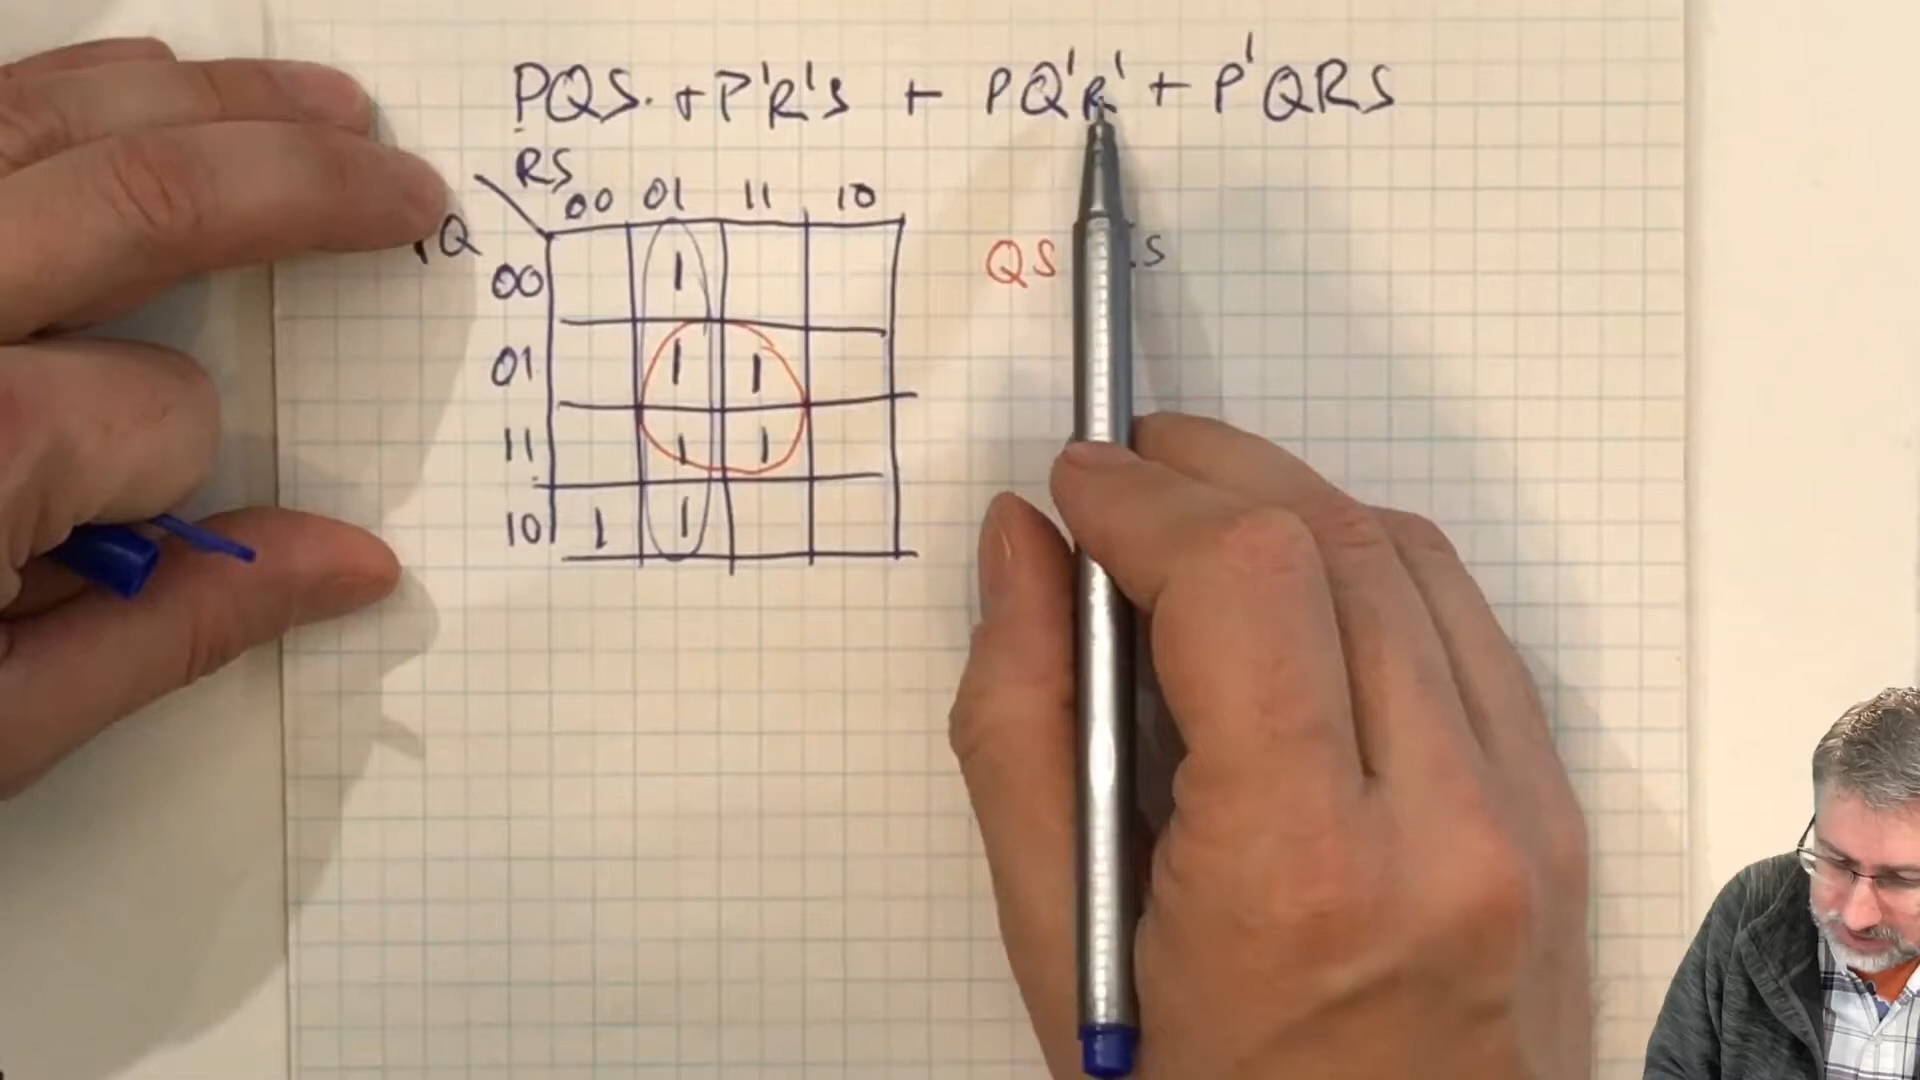 PQS. + P'R'S + PQ'R' + P'QRS
RS
00 01 11 10
Q
QS S
00 1
01 1 1
11 1 1
10 1 1